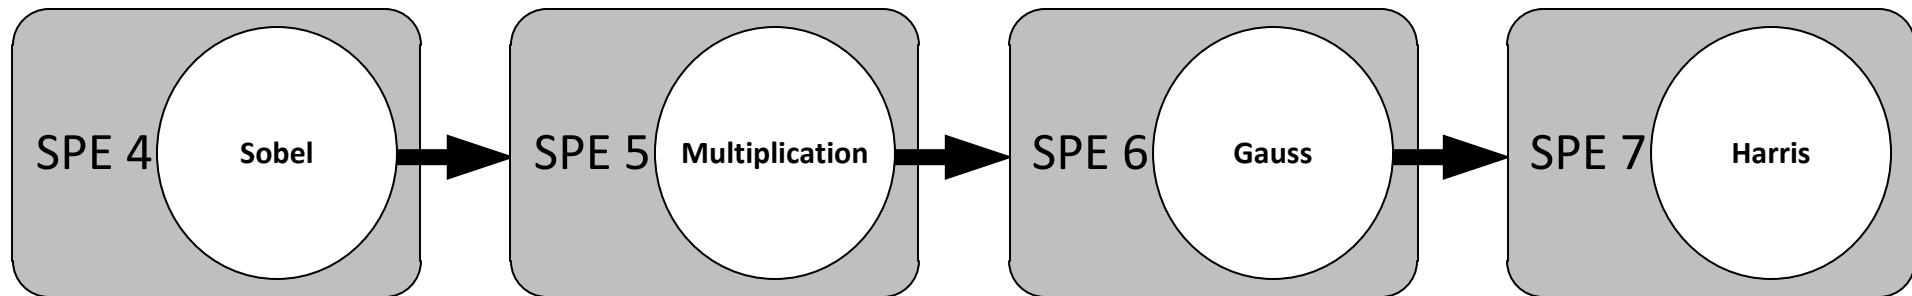 SPE 4
Sobel
SPE 5
Multiplication
SPE 6
Gauss
SPE 7
Harris